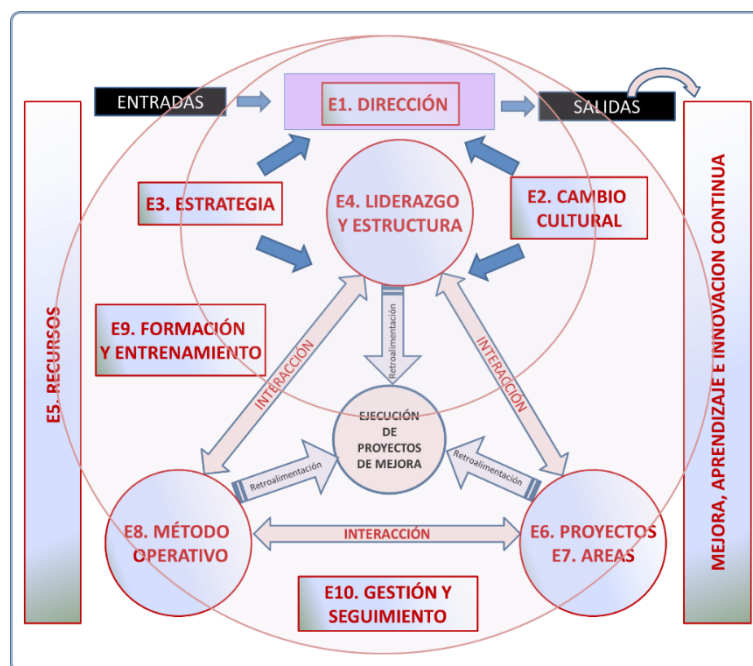 ENTRADAS
E1. DIRECCIÓN
SALIDAS
E3. ESTRATEGIA
E4. LIDERAZGO
Y ESTRUCTURA
E2. CAMBIO
CULTURAL
E5. RECURSOS
MEJORA, APRENDIZAJE E INNOVACION CONTINUA
E9. FORMACIÓN
Y ENTRENAMIENTO
INTERACCIÓN
Retroalimentación
INTERACCIÓN
EJECUCIÓN
DE
PROYECTOS
DE MEJORA
Retroalimentación
Retroalimentación
E8. MÉTODO
OPERATIVO
INTERACCIÓN
E6. PROYECTOS
E7. AREAS
E10. GESTIÓN Y
SEGUIMIENTO